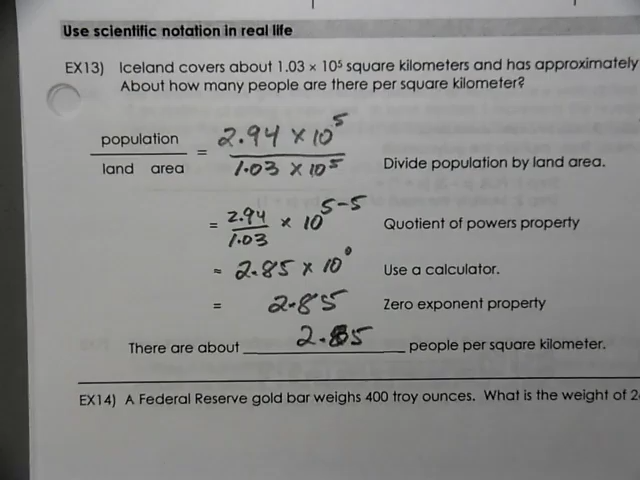 Use scientific notation in real life
EX13) Iceland covers about 1.03 × 10⁵ square kilometers and has approximately
About how many people are there per square kilometer?
population / land area = 2.94 × 10⁵ / 1.03 × 10⁵ Divide population by land area.
= 2.94 / 1.03 × 10⁵⁻⁵ Quotient of powers property
≈ 2.85 × 10⁰ Use a calculator.
= 2.85 Zero exponent property
There are about 2.85 people per square kilometer.
EX14) A Federal Reserve gold bar weighs 400 troy ounces. What is the weight of